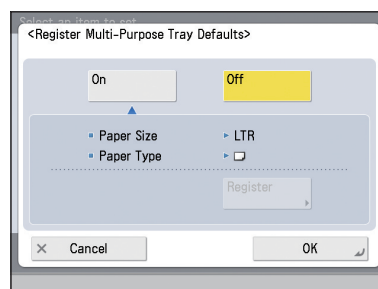 Select an item to set.
<Register Multi-Purpose Tray Defaults>
On
Off
Paper Size
LTR
Paper Type
Register
Cancel
OK